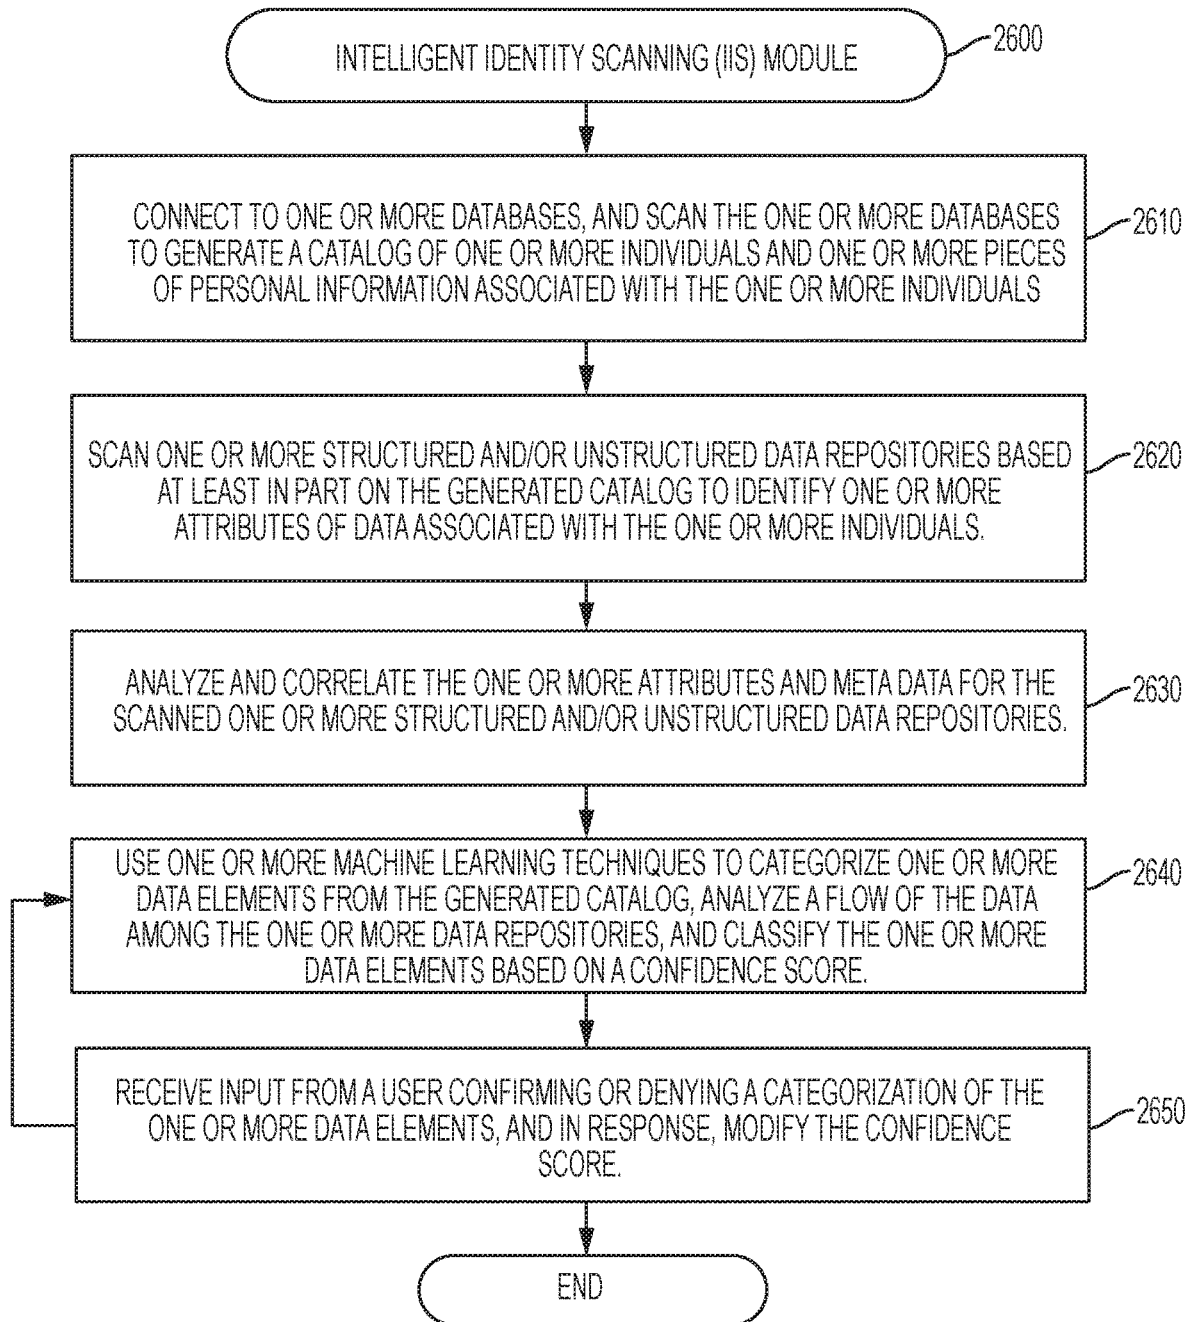 INTELLIGENT IDENTITY SCANNING (IIS) MODULE
2600
CONNECT TO ONE OR MORE DATABASES, AND SCAN THE ONE OR MORE DATABASES
TO GENERATE A CATALOG OF ONE OR MORE INDIVIDUALS AND ONE OR MORE PIECES
OF PERSONAL INFORMATION ASSOCIATED WITH THE ONE OR MORE INDIVIDUALS
2610
SCAN ONE OR MORE STRUCTURED AND/OR UNSTRUCTURED DATA REPOSITORIES BASED
AT LEAST IN PART ON THE GENERATED CATALOG TO IDENTIFY ONE OR MORE
ATTRIBUTES OF DATA ASSOCIATED WITH THE ONE OR MORE INDIVIDUALS.
2620
ANALYZE AND CORRELATE THE ONE OR MORE ATTRIBUTES AND META DATA FOR THE
SCANNED ONE OR MORE STRUCTURED AND/OR UNSTRUCTURED DATA REPOSITORIES.
2630
USE ONE OR MORE MACHINE LEARNING TECHNIQUES TO CATEGORIZE ONE OR MORE
DATA ELEMENTS FROM THE GENERATED CATALOG, ANALYZE A FLOW OF THE DATA
AMONG THE ONE OR MORE DATA REPOSITORIES, AND CLASSIFY THE ONE OR MORE
DATA ELEMENTS BASED ON A CONFIDENCE SCORE.
2640
RECEIVE INPUT FROM A USER CONFIRMING OR DENYING A CATEGORIZATION OF THE
ONE OR MORE DATA ELEMENTS, AND IN RESPONSE, MODIFY THE CONFIDENCE
SCORE.
2650
END